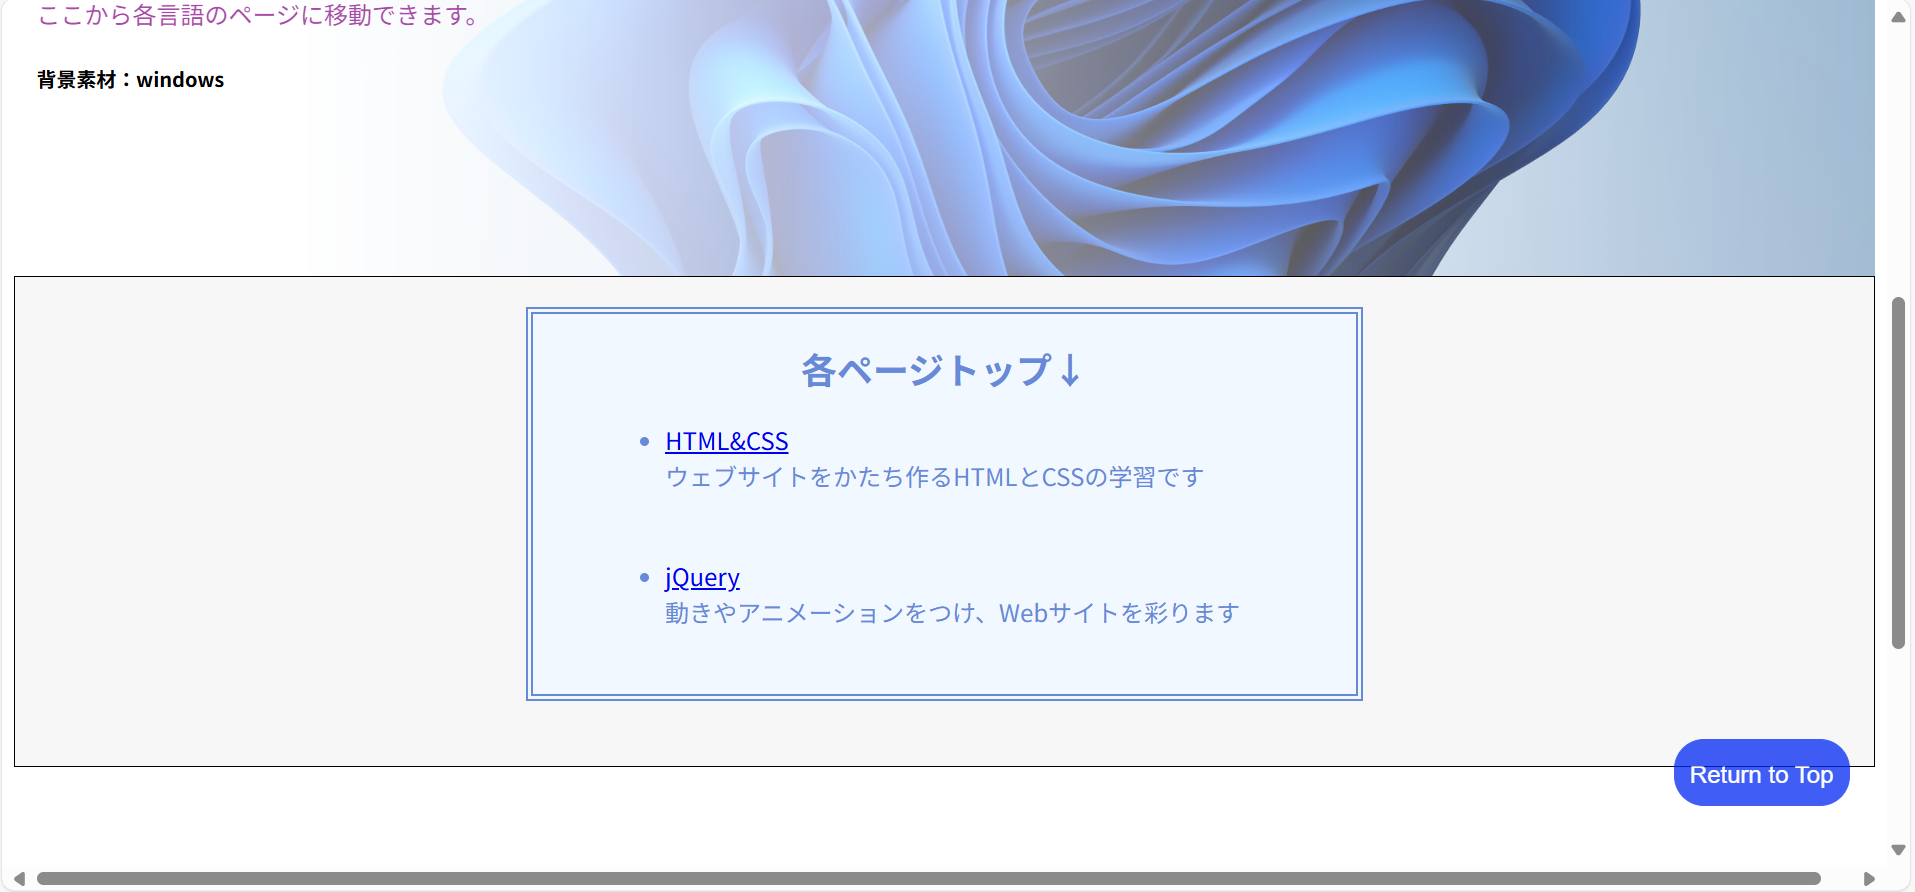 ここから各言語のページに移動できます。
背景素材：windows
各ページトップ↓
HTML&CSS
ウェブサイトをかたち作るHTMLとCSSの学習です
jQuery
動きやアニメーションをつけ、Webサイトを彩ります
Return to Top